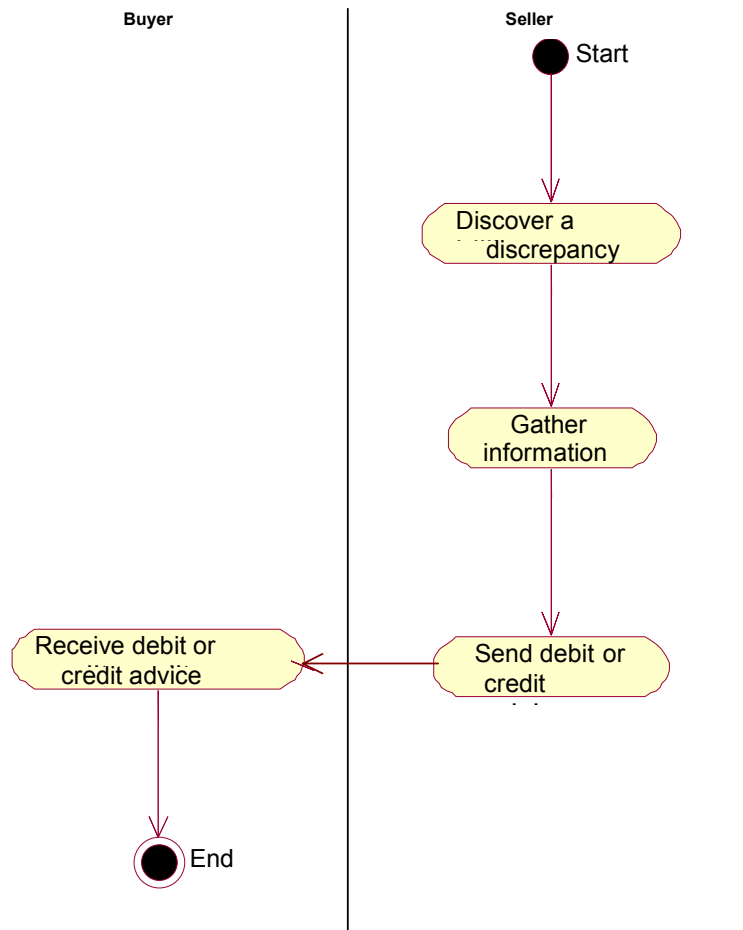 Buyer
Seller
Start
Discover a
discrepancy
Gather
information
Receive debit or
credit advice
Send debit or
credit
End